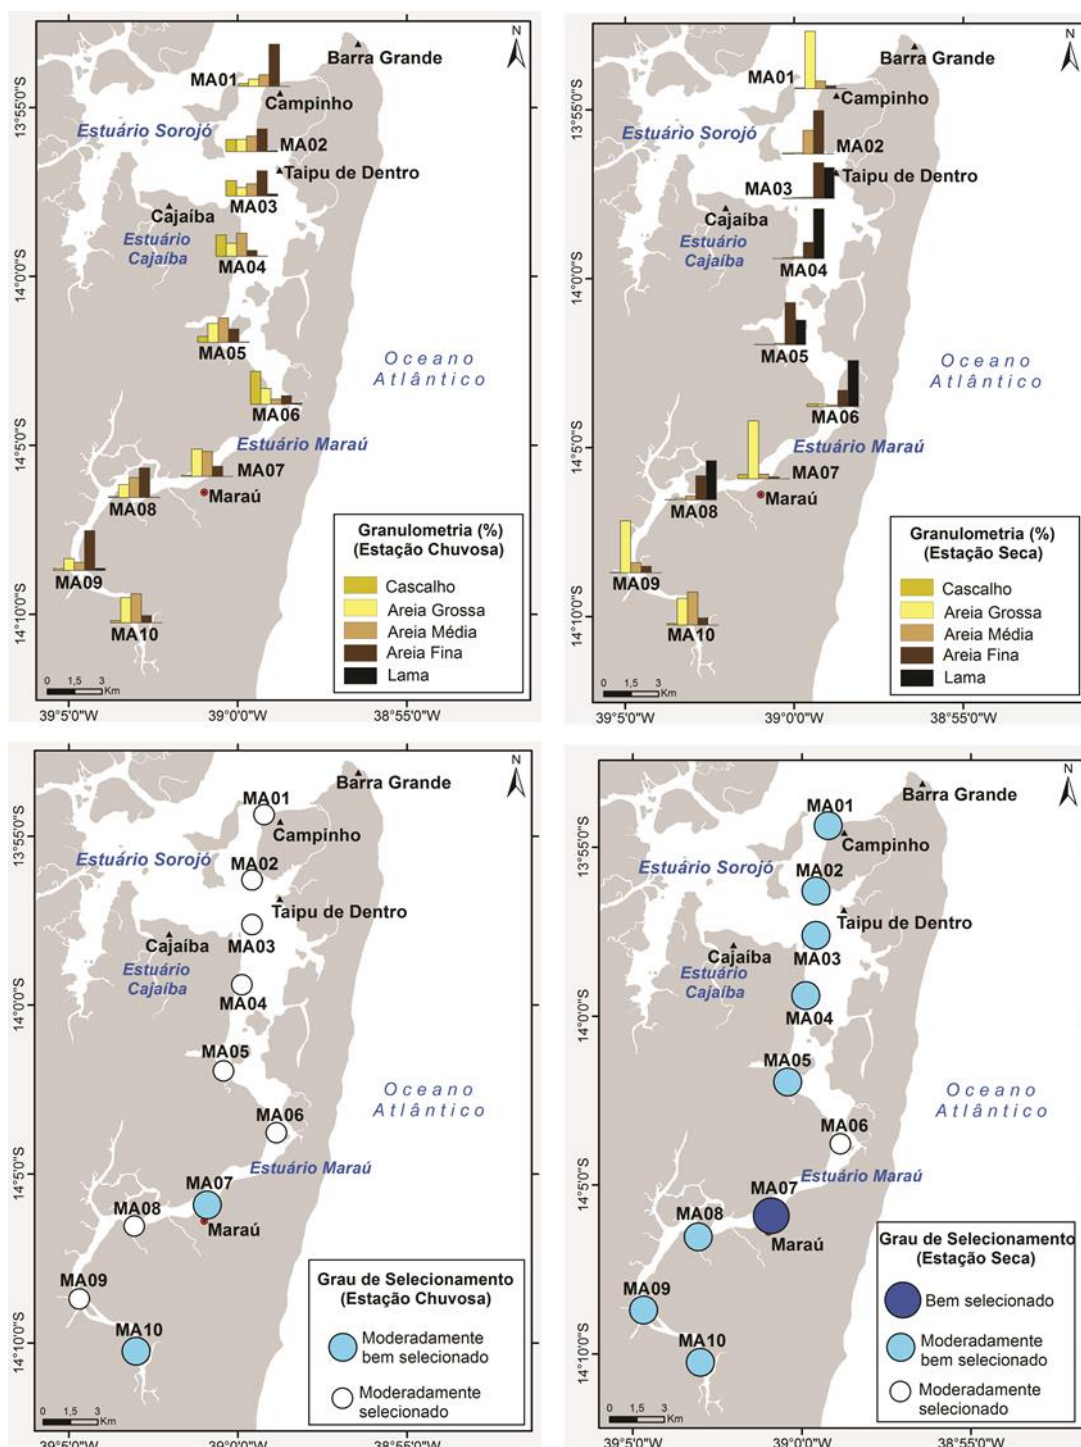 N
Barra Grande
MA01
Campinho
Estuário Sorojó
MA02
Taipu de Dentro
MA03
Cajaíba
Estuário
Cajaíba
MA04
MA05
Oceano
Atlântico
MA06
Estuário Maraú
MA07
MA08
Maraú
MA09
MA10
Granulometria (%)
(Estação Chuvosa)
Cascalho
Areia Grossa
Areia Média
Areia Fina
Lama
0 1,5 3
Km
13°55'0"S
14°0'0"S
14°5'0"S
14°10'0"S
39°5'0"W
39°0'0"W
38°55'0"W
N
Barra Grande
MA01
Campinho
Estuário Sorojó
MA02
Taipu de Dentro
MA03
Cajaíba
Estuário
Cajaíba
MA04
MA05
Oceano
Atlântico
MA06
Estuário Maraú
MA07
MA08
Maraú
MA09
MA10
Granulometria (%)
(Estação Seca)
Cascalho
Areia Grossa
Areia Média
Areia Fina
Lama
0 1,5 3
Km
13°55'0"S
14°0'0"S
14°5'0"S
14°10'0"S
39°5'0"W
39°0'0"W
38°55'0"W
N
Barra Grande
MA01
Campinho
Estuário Sorojó
MA02
Taipu de Dentro
MA03
Cajaíba
Estuário
Cajaíba
MA04
MA05
Oceano
Atlântico
MA06
Estuário Maraú
MA07
MA08
Maraú
MA09
MA10
Grau de Selecionamento
(Estação Chuvosa)
Moderadamente
bem selecionado
Moderadamente
selecionado
0 1,5 3
Km
13°55'0"S
14°0'0"S
14°5'0"S
14°10'0"S
39°5'0"W
39°0'0"W
38°55'0"W
N
Barra Grande
MA01
Campinho
Estuário Sorojó
MA02
Taipu de Dentro
MA03
Cajaíba
Estuário
Cajaíba
MA04
MA05
Oceano
Atlântico
MA06
Estuário Maraú
MA07
MA08
Maraú
MA09
MA10
Grau de Selecionamento
(Estação Seca)
Bem selecionado
Moderadamente
bem selecionado
Moderadamente
selecionado
0 1,5 3
Km
13°55'0"S
14°0'0"S
14°5'0"S
14°10'0"S
39°5'0"W
39°0'0"W
38°55'0"W